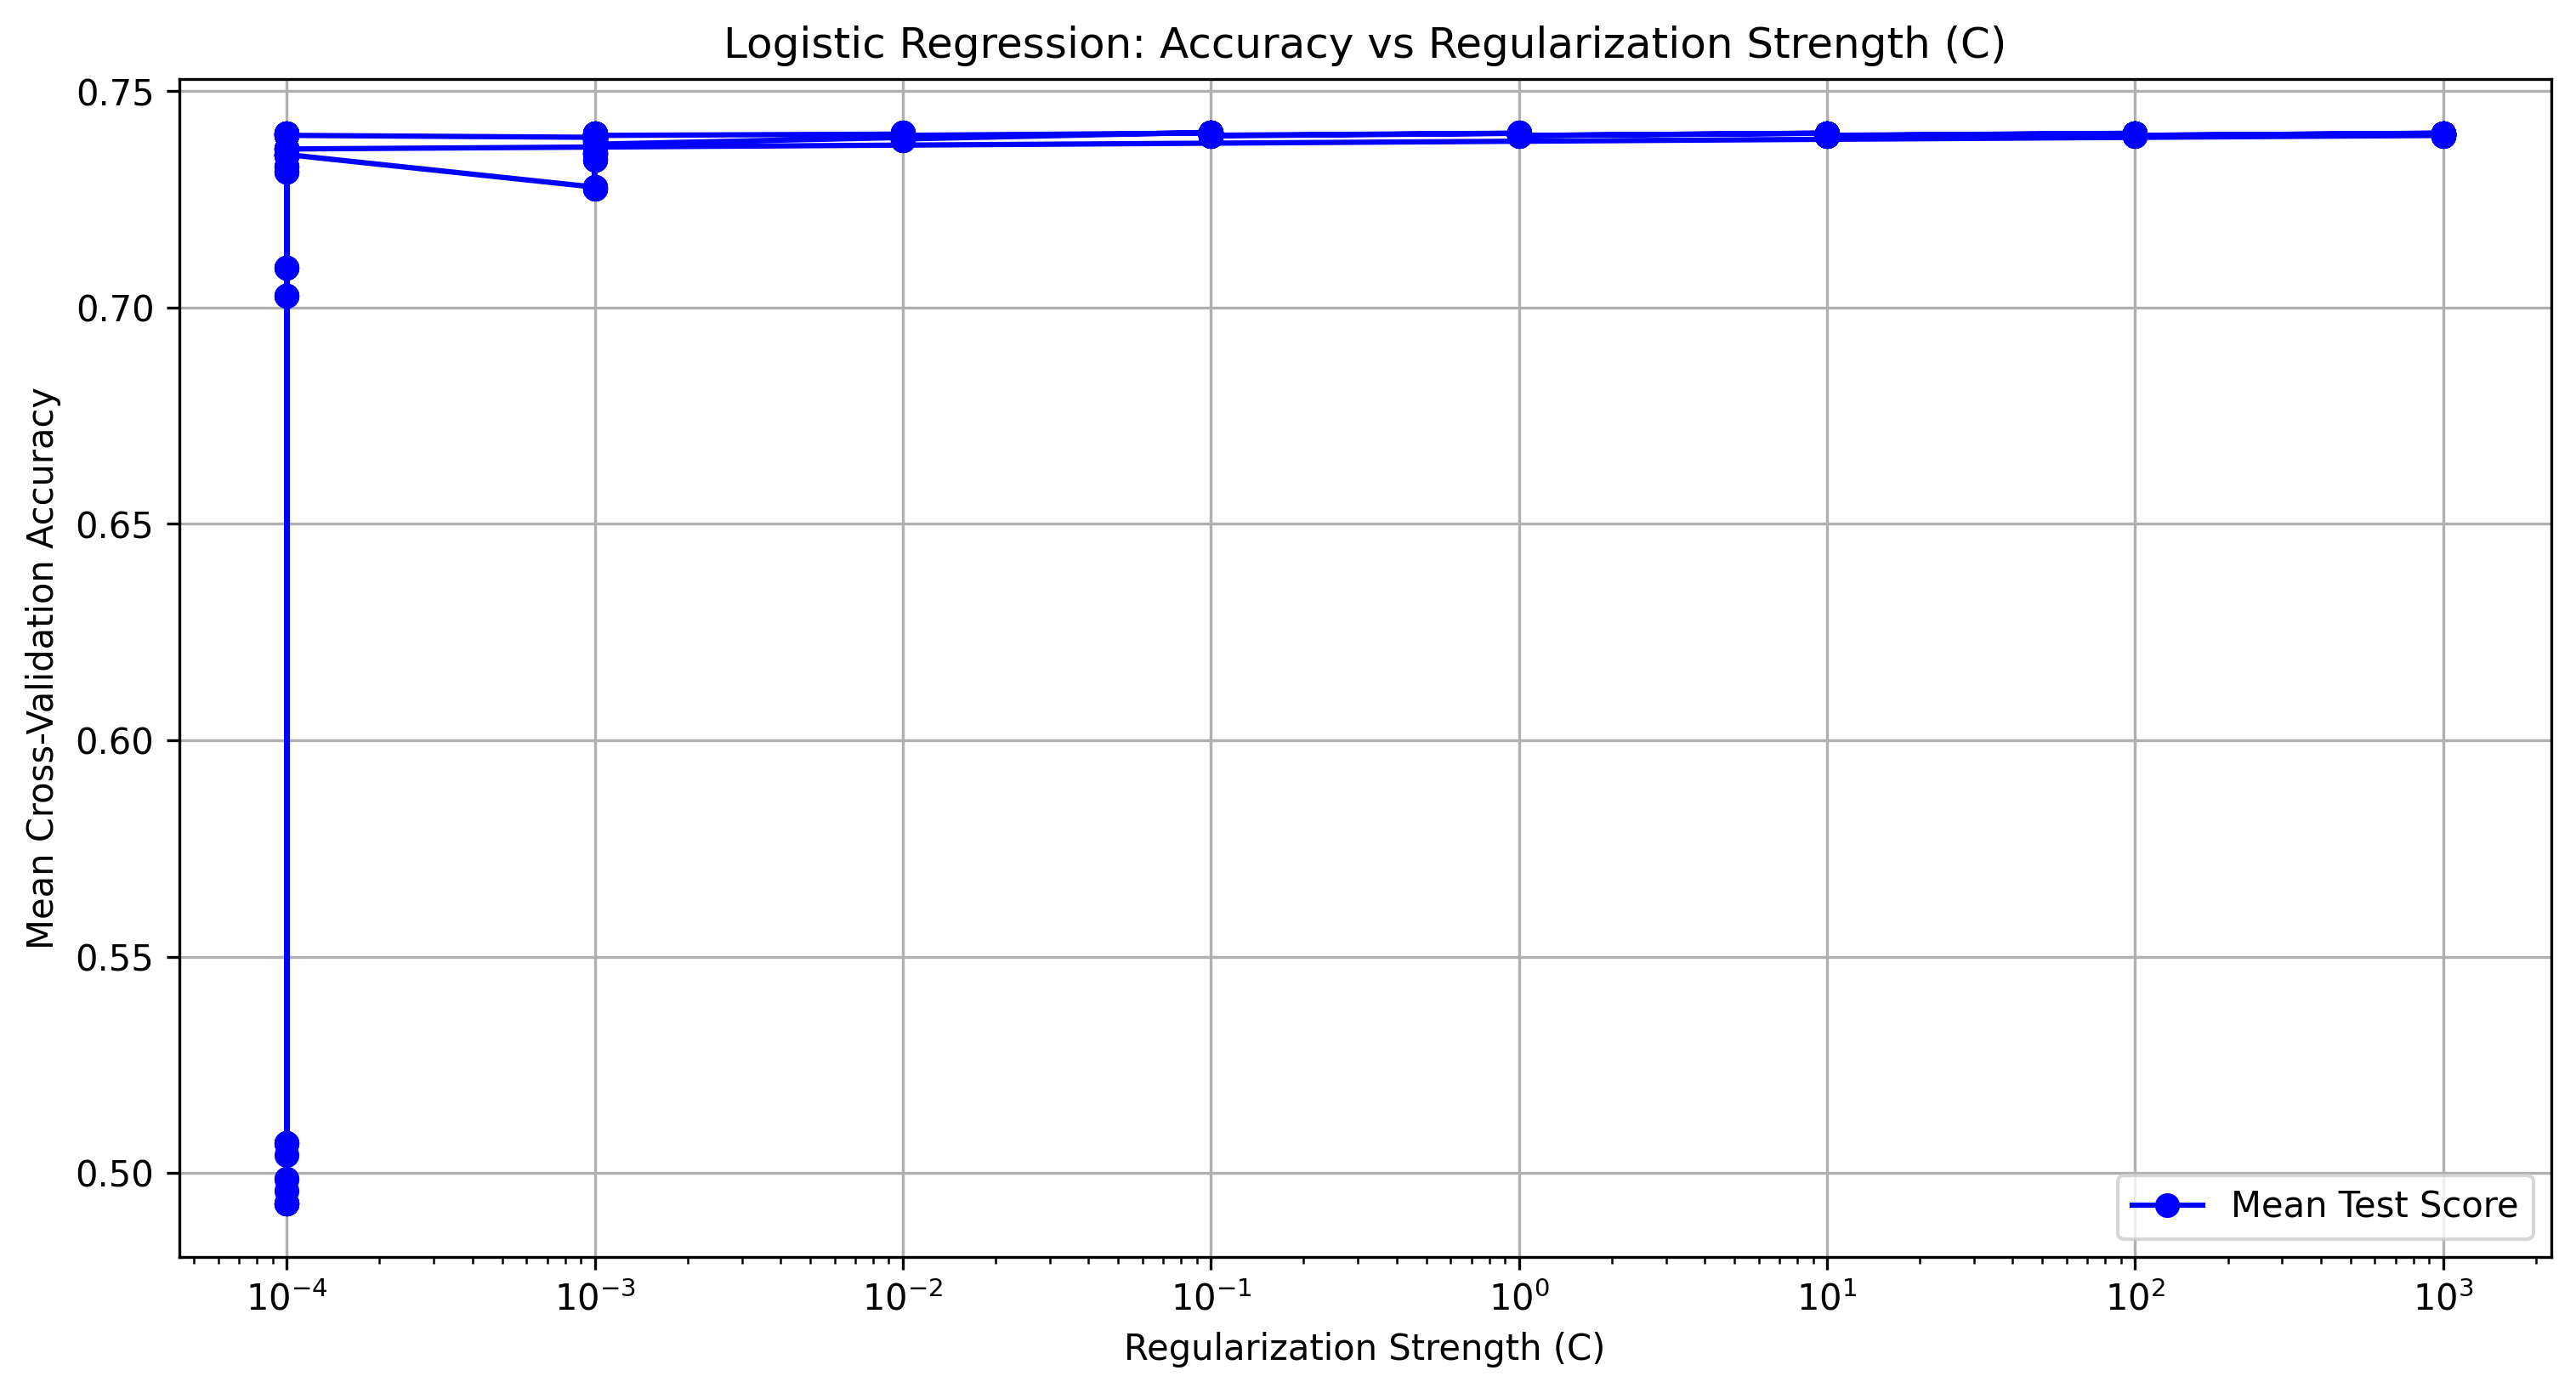 Logistic Regression: Accuracy vs Regularization Strength (C)
Mean Cross-Validation Accuracy
0.75
0.70
0.65
0.60
0.55
0.50
Mean Test Score
10⁻⁴ 10⁻³ 10⁻² 10⁻¹ 10⁰ 10¹ 10² 10³
Regularization Strength (C)